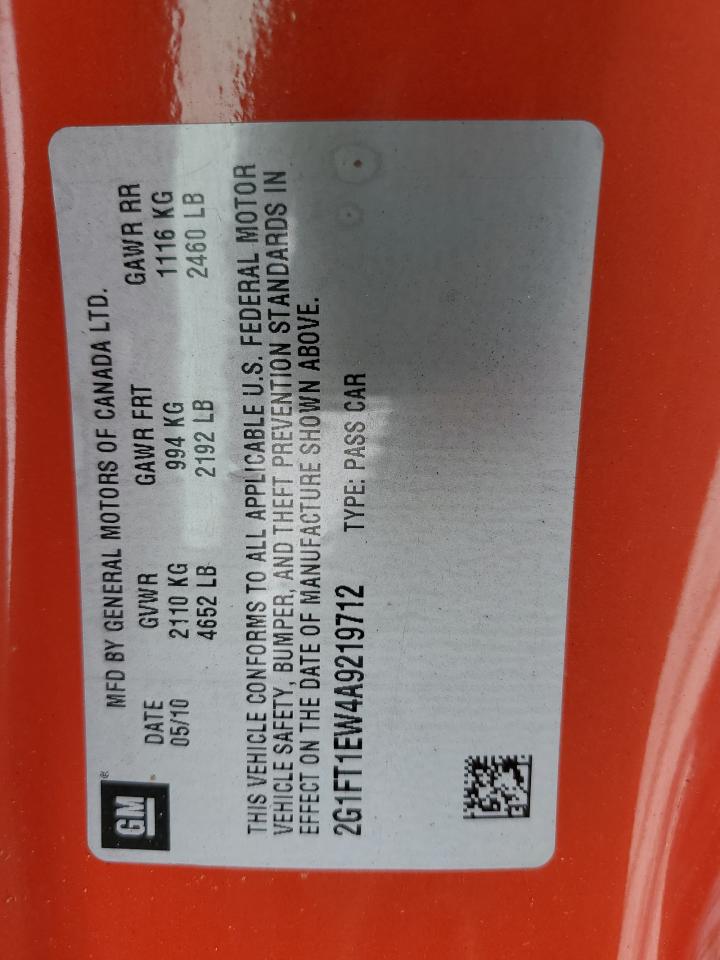 GM®
MFD BY GENERAL MOTORS OF CANADA LTD.
DATE GVWR GAWR FRT GAWR RR
05/10 2110 KG 994 KG 1116 KG
4652 LB 2192 LB 2460 LB
THIS VEHICLE CONFORMS TO ALL APPLICABLE U.S. FEDERAL MOTOR
VEHICLE SAFETY, BUMPER, AND THEFT PREVENTION STANDARDS IN
EFFECT ON THE DATE OF MANUFACTURE SHOWN ABOVE.
2G1FT1EW4A9219712 TYPE: PASS CAR